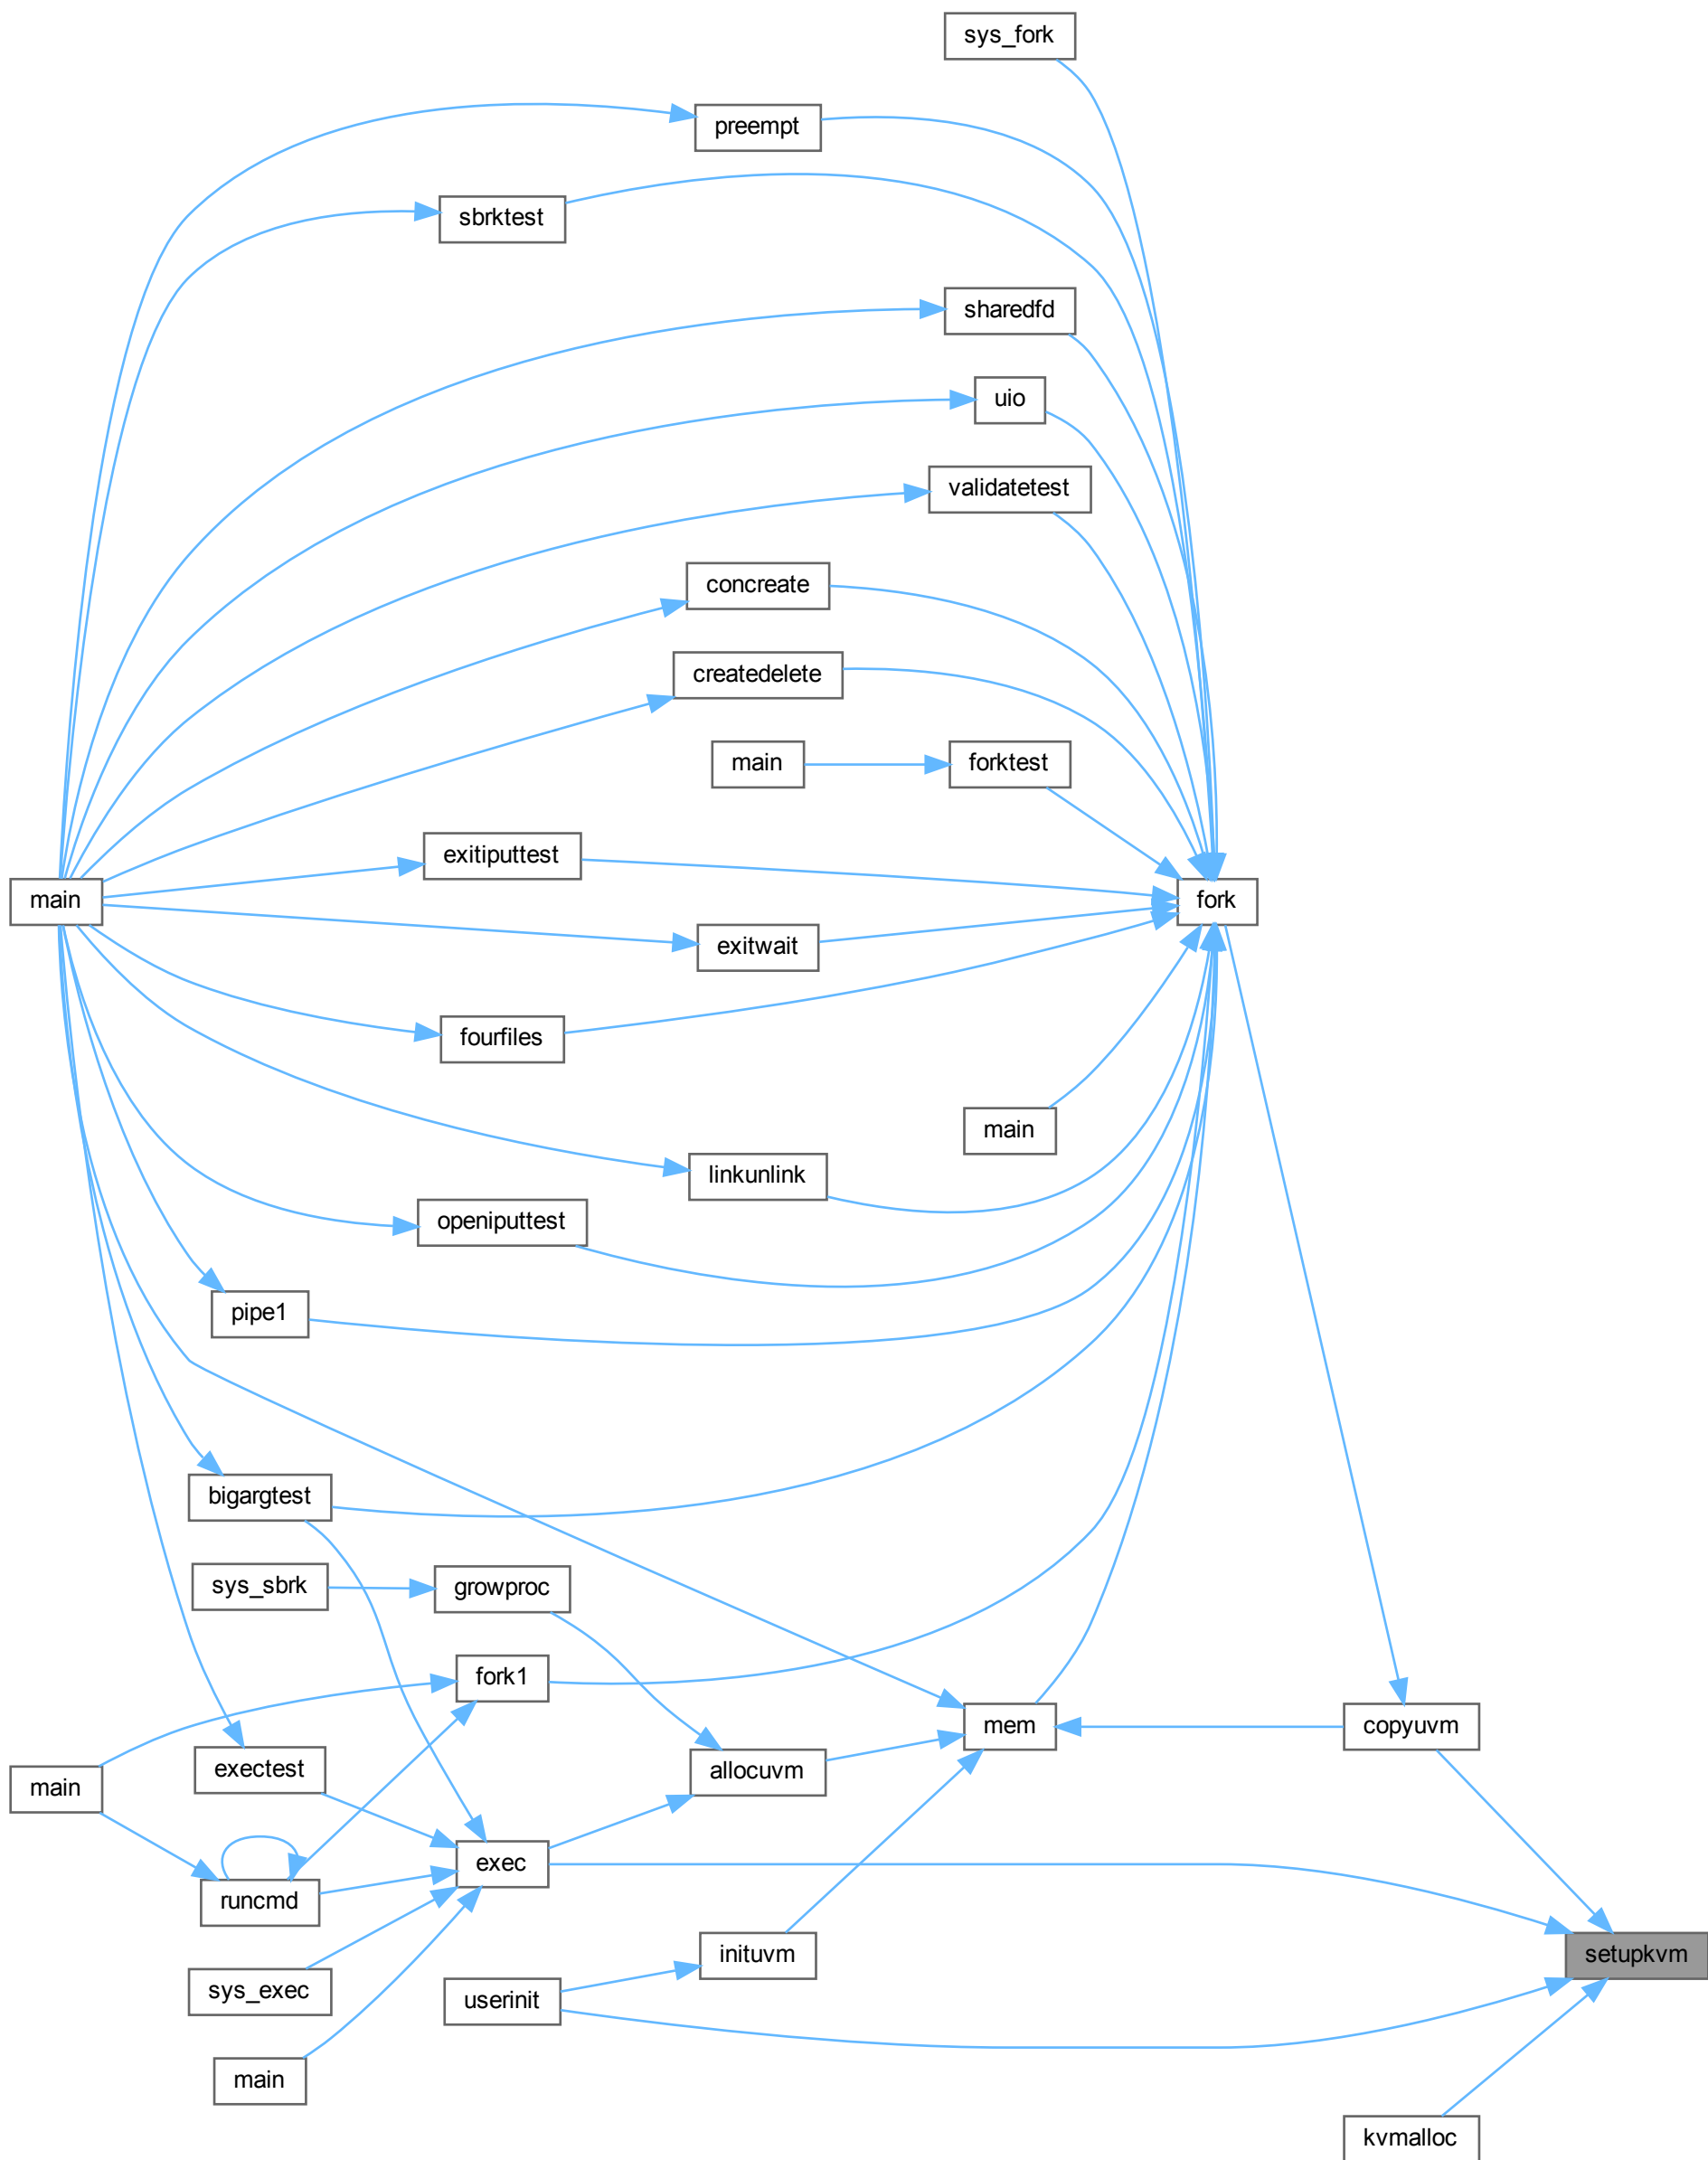 sys_fork
preempt
sbrktest
sharedfd
uio
validatetest
concreate
createdelete
main
forktest
exitiputtest
main
fork
exitwait
fourfiles
main
linkunlink
openiputtest
pipe1
bigargtest
sys_sbrk
growproc
fork1
mem
copyuvm
exectest
allocuvm
main
exec
runcmd
inituvm
setupkvm
sys_exec
userinit
main
kvmalloc